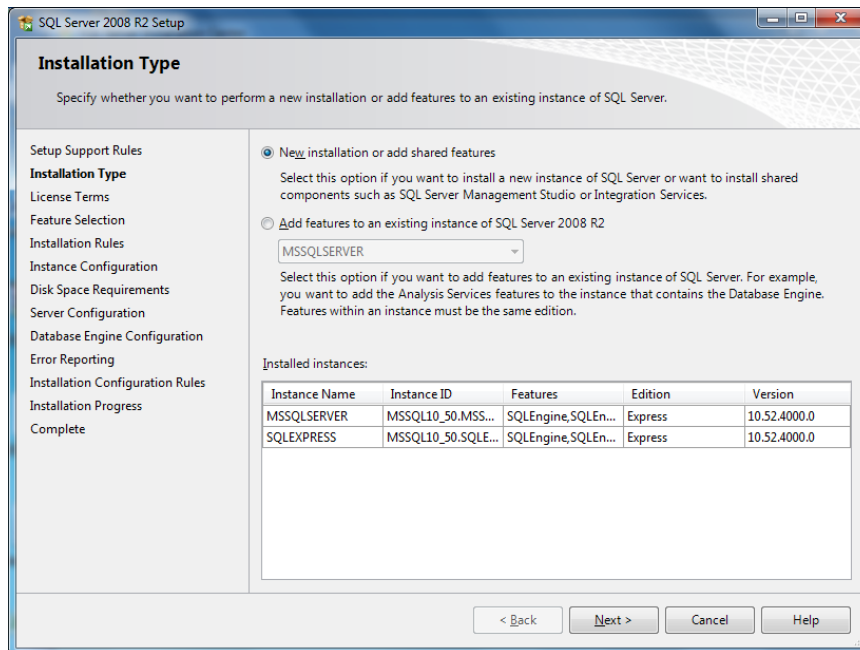 SQL Server 2008 R2 Setup
Installation Type
Specify whether you want to perform a new installation or add features to an existing instance of SQL Server.
Setup Support Rules
Installation Type
License Terms
Feature Selection
Installation Rules
Instance Configuration
Disk Space Requirements
Server Configuration
Database Engine Configuration
Error Reporting
Installation Configuration Rules
Installation Progress
Complete
New installation or add shared features
Select this option if you want to install a new instance of SQL Server or want to install shared
components such as SQL Server Management Studio or Integration Services.
Add features to an existing instance of SQL Server 2008 R2
MSSQLSERVER
Select this option if you want to add features to an existing instance of SQL Server. For example,
you want to add the Analysis Services features to the instance that contains the Database Engine.
Features within an instance must be the same edition.
Installed instances:
Instance Name Instance ID Features Edition Version
MSSQLSERVER MSSQL10_50.MSS... SQLEngine,SQLEn... Express 10.52.4000.0
SQLEXPRESS MSSQL10_50.SQLE... SQLEngine,SQLEn... Express 10.52.4000.0
< Back Next > Cancel Help